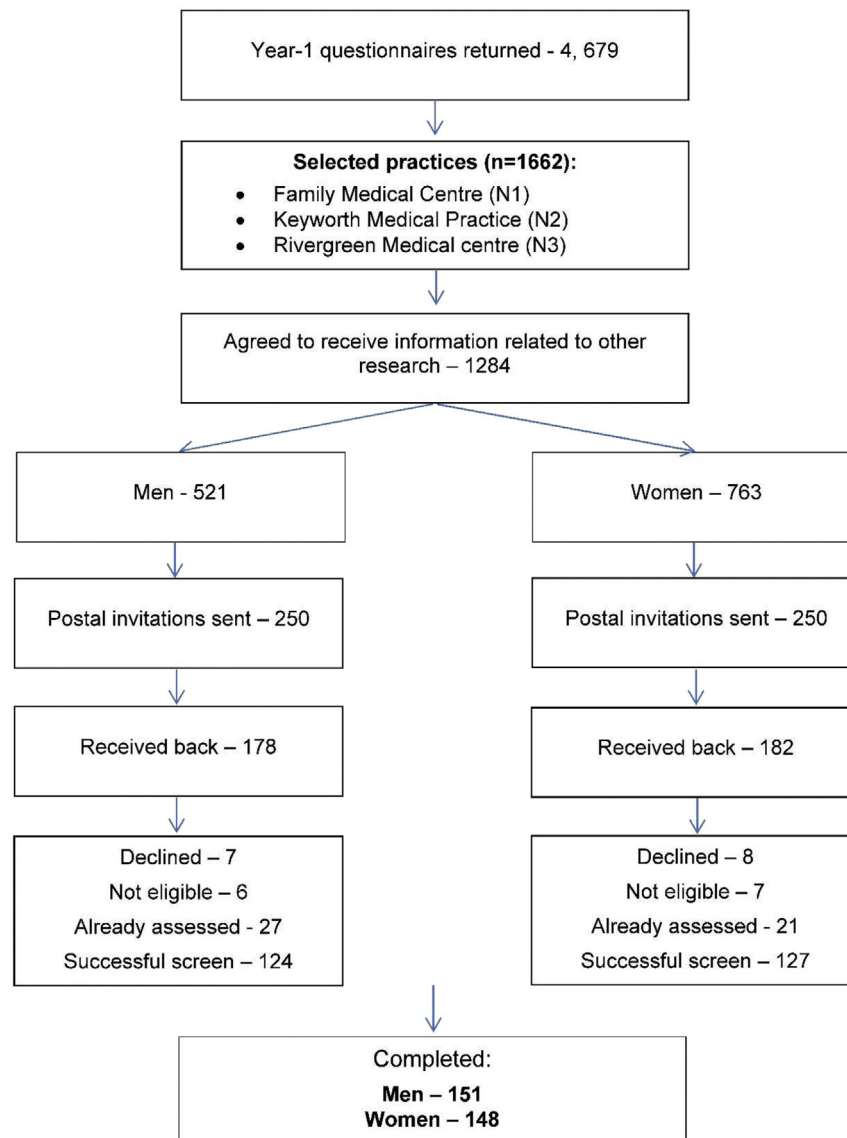 Year-1 questionnaires returned - 4, 679
Selected practices (n=1662):
• Family Medical Centre (N1)
• Keyworth Medical Practice (N2)
• Rivergreen Medical centre (N3)
Agreed to receive information related to other
research – 1284
Men - 521
Women – 763
Postal invitations sent – 250
Postal invitations sent – 250
Received back – 178
Received back – 182
Declined – 7
Not eligible – 6
Already assessed - 27
Successful screen – 124
Declined – 8
Not eligible – 7
Already assessed - 21
Successful screen – 127
Completed:
Men – 151
Women – 148